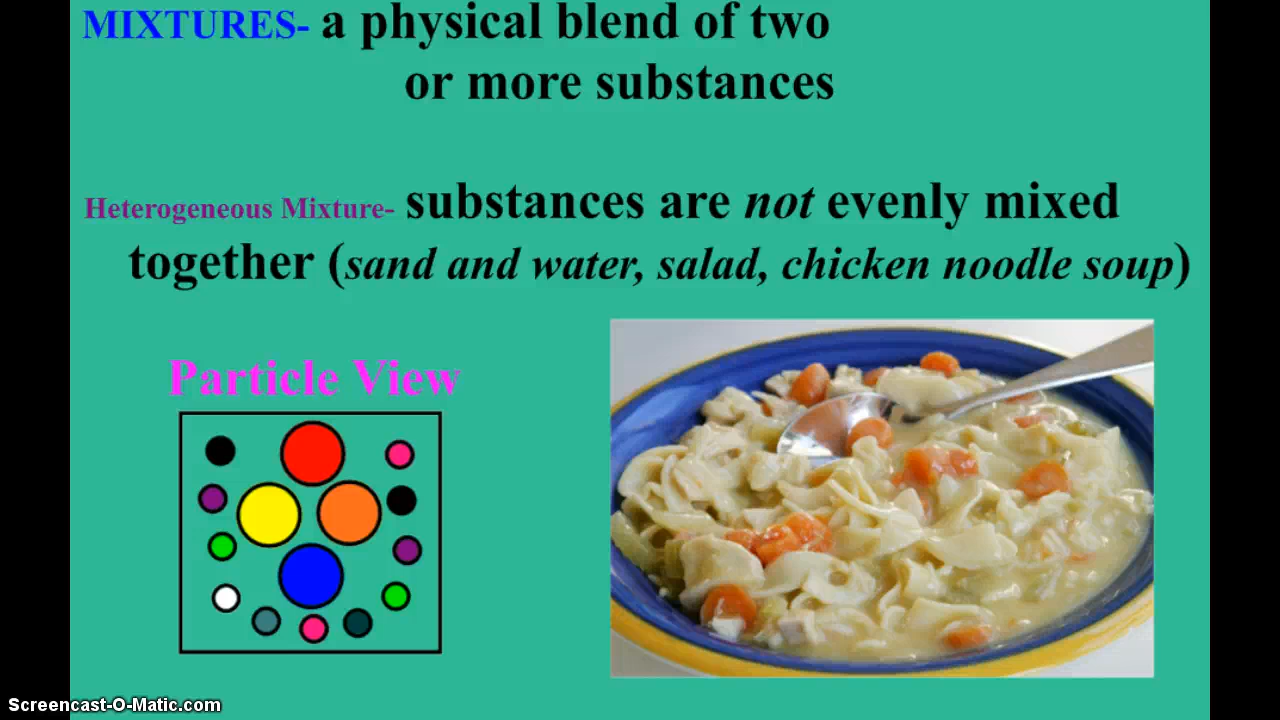 MIXTURES- a physical blend of two
or more substances
Heterogeneous Mixture- substances are not evenly mixed
together (sand and water, salad, chicken noodle soup)
Particle View
Screencast-O-Matic.com